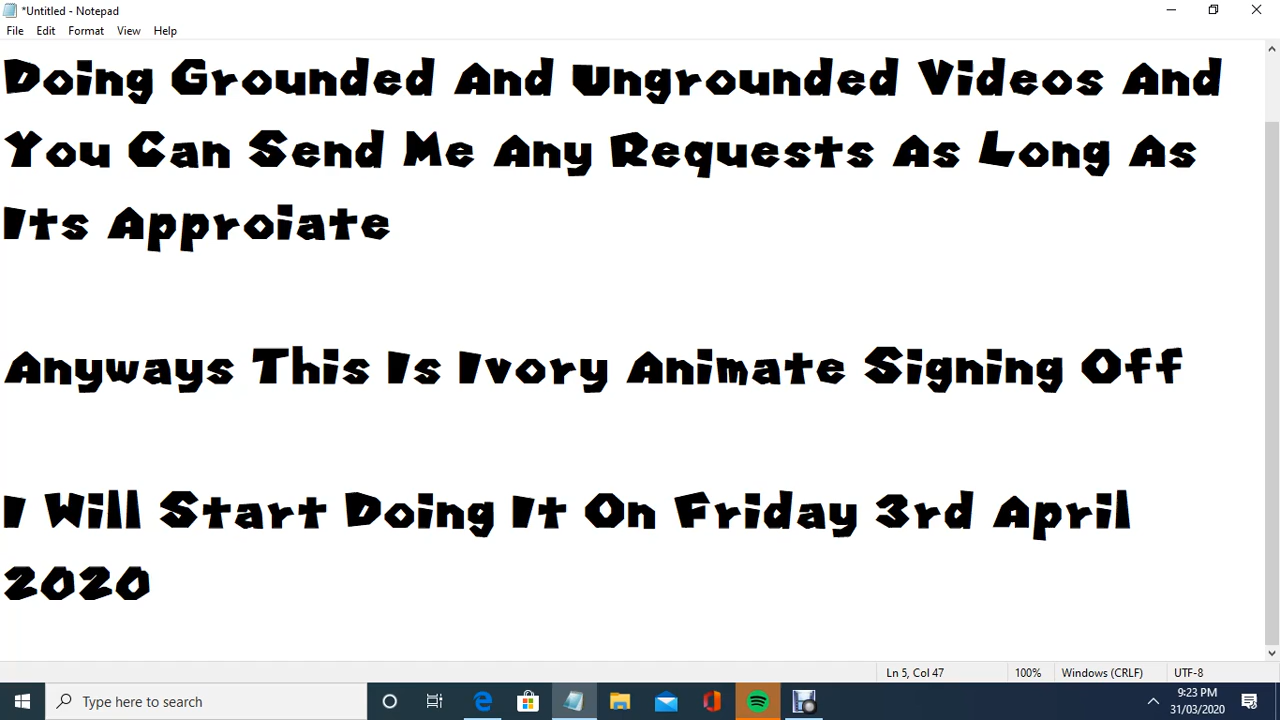 *Untitled - Notepad
File Edit Format View Help
Doing Grounded And Ungrounded Videos And
You Can Send Me Any Requests As Long As
Its Approiate
Anyways This Is Ivory Animate Signing Off
I Will Start Doing It On Friday 3rd April
2020
Ln 5, Col 47 100% Windows (CRLF) UTF-8
Type here to search
9:23 PM
31/03/2020